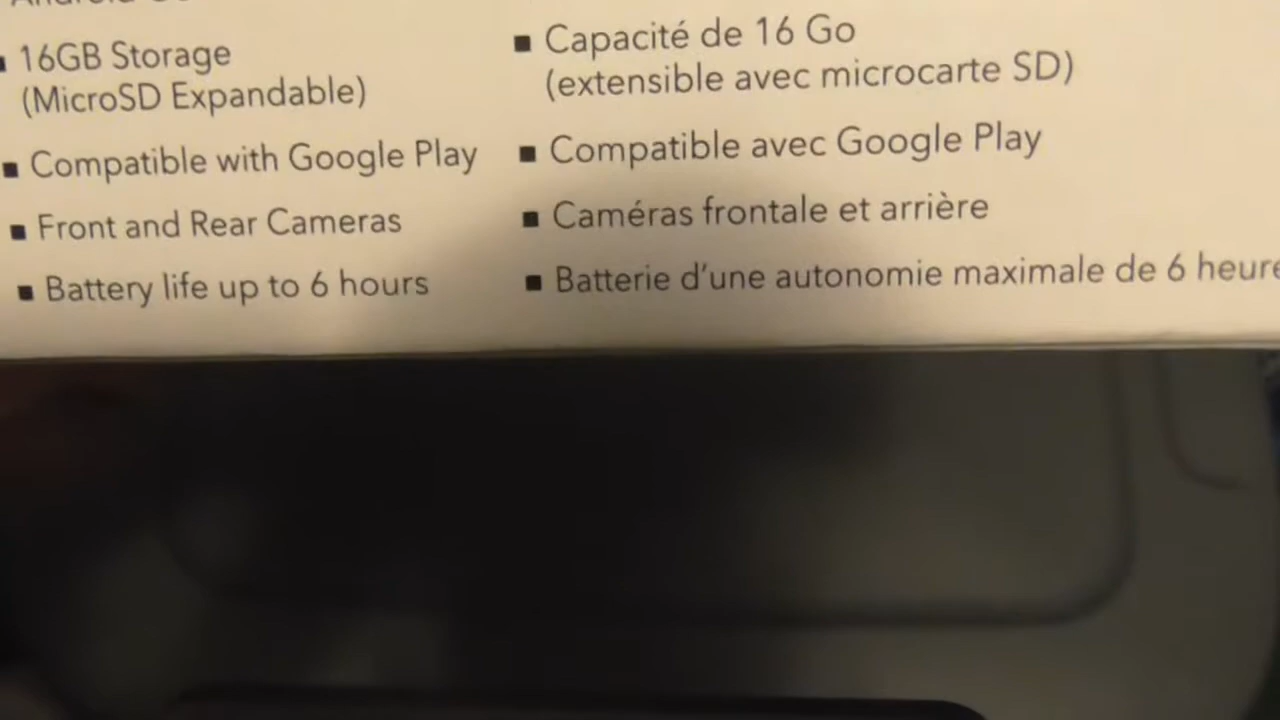 16GB Storage
(MicroSD Expandable)
■ Compatible with Google Play
■ Front and Rear Cameras
■ Battery life up to 6 hours
■ Capacité de 16 Go
(extensible avec microcarte SD)
■ Compatible avec Google Play
■ Caméras frontale et arrière
■ Batterie d'une autonomie maximale de 6 heure